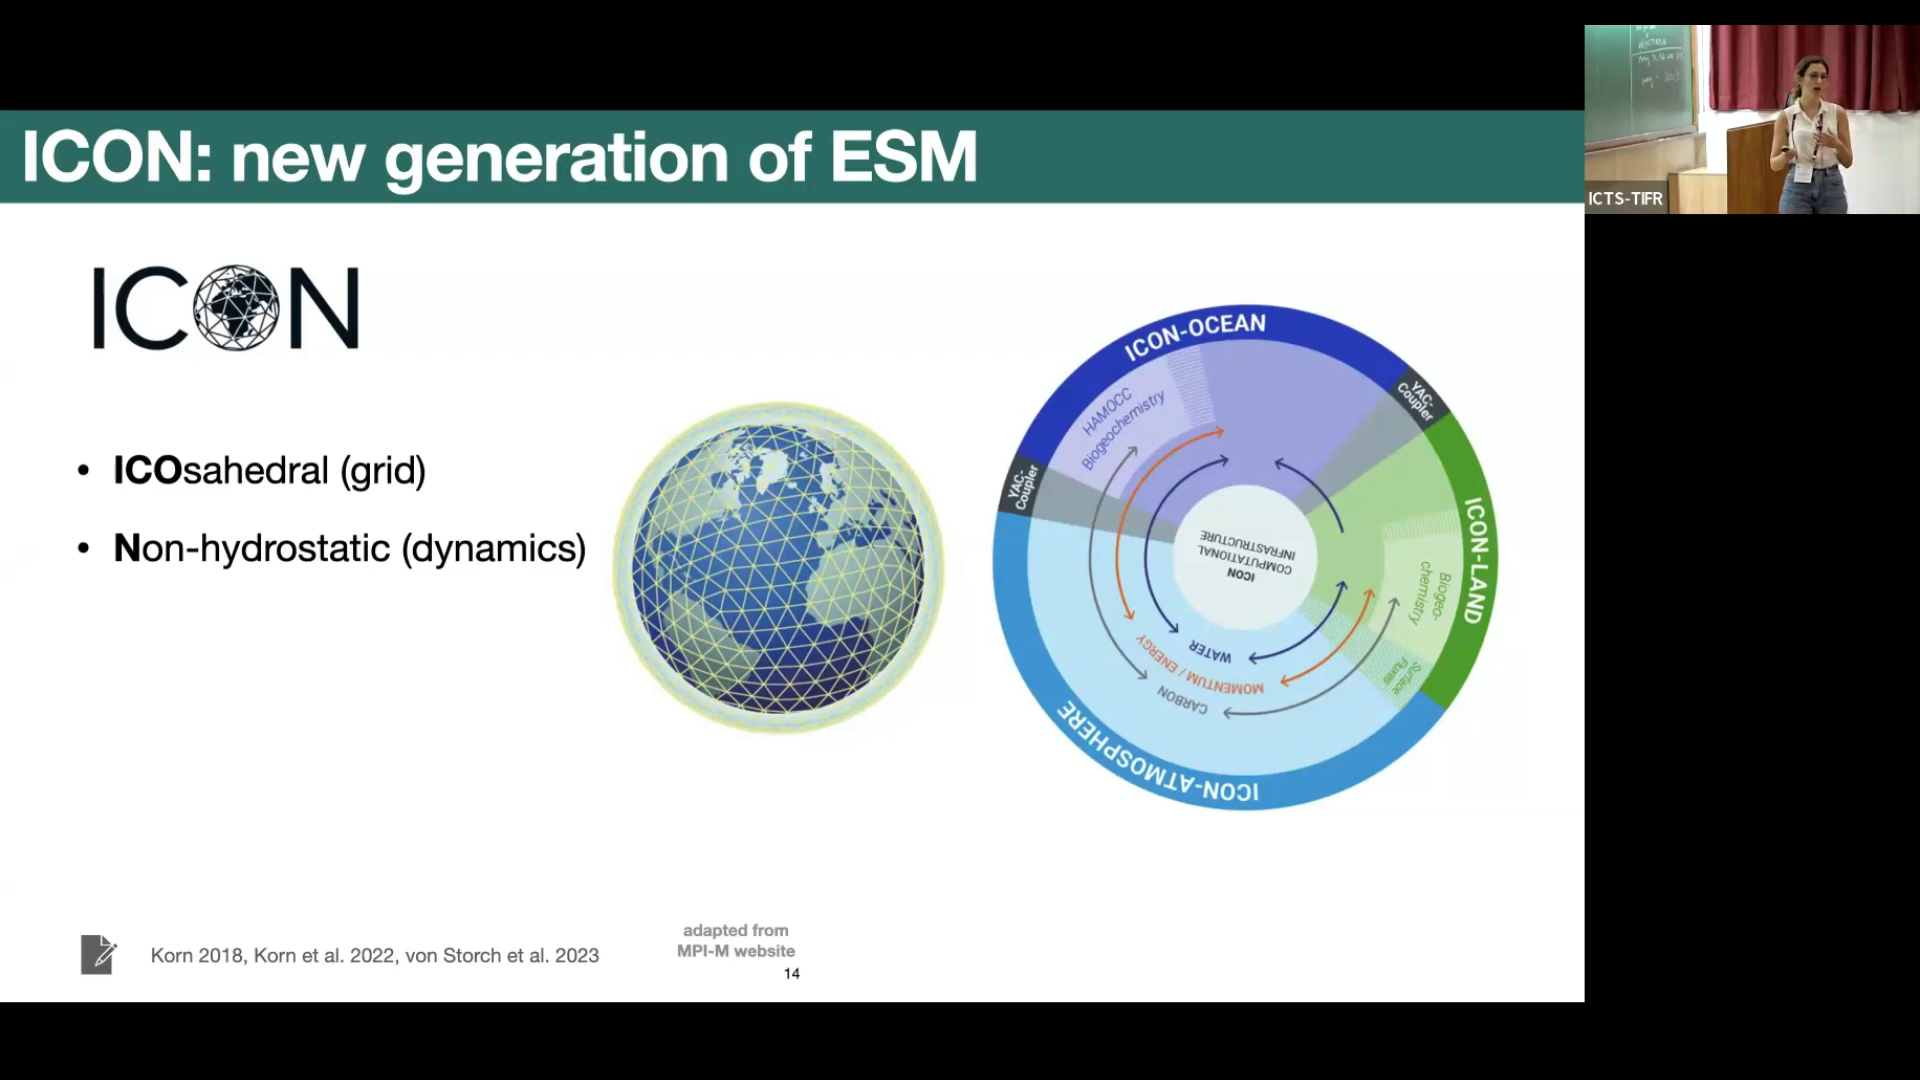 ICON: new generation of ESM
ICON
• ICOsahedral (grid)
• Non-hydrostatic (dynamics)
ICON-OCEAN
YAC-
Coupler
HAMOCC
Biogeochemistry
YAC-
Coupler
ICON-LAND
Biogeo-
chemistry
Surface
Fluxes
ICON
COMPUTATIONAL
INFRASTRUCTURE
WATER
MOMENTUM / ENERGY
CARBON
ICON-ATMOSPHERE
Korn 2018, Korn et al. 2022, von Storch et al. 2023
adapted from
MPI-M website
14
ICTS-TIFR